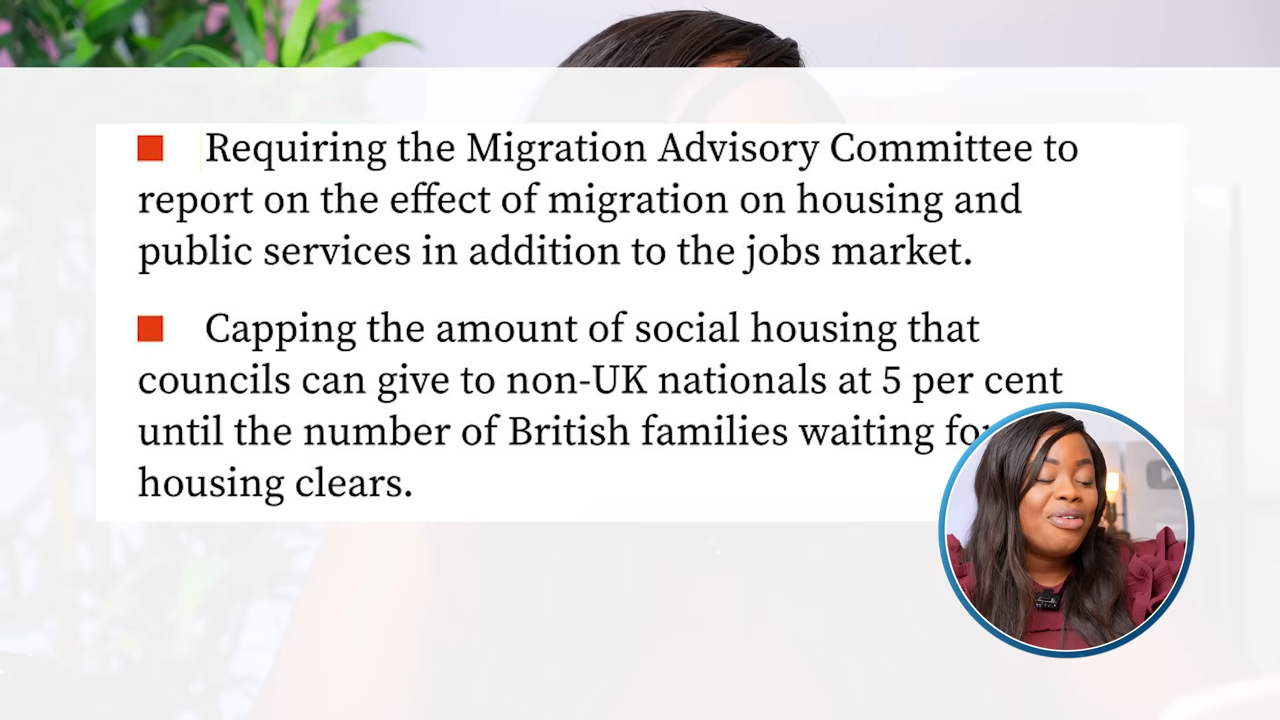 Requiring the Migration Advisory Committee to
report on the effect of migration on housing and
public services in addition to the jobs market.
Capping the amount of social housing that
councils can give to non-UK nationals at 5 per cent
until the number of British families waiting
housing clears.